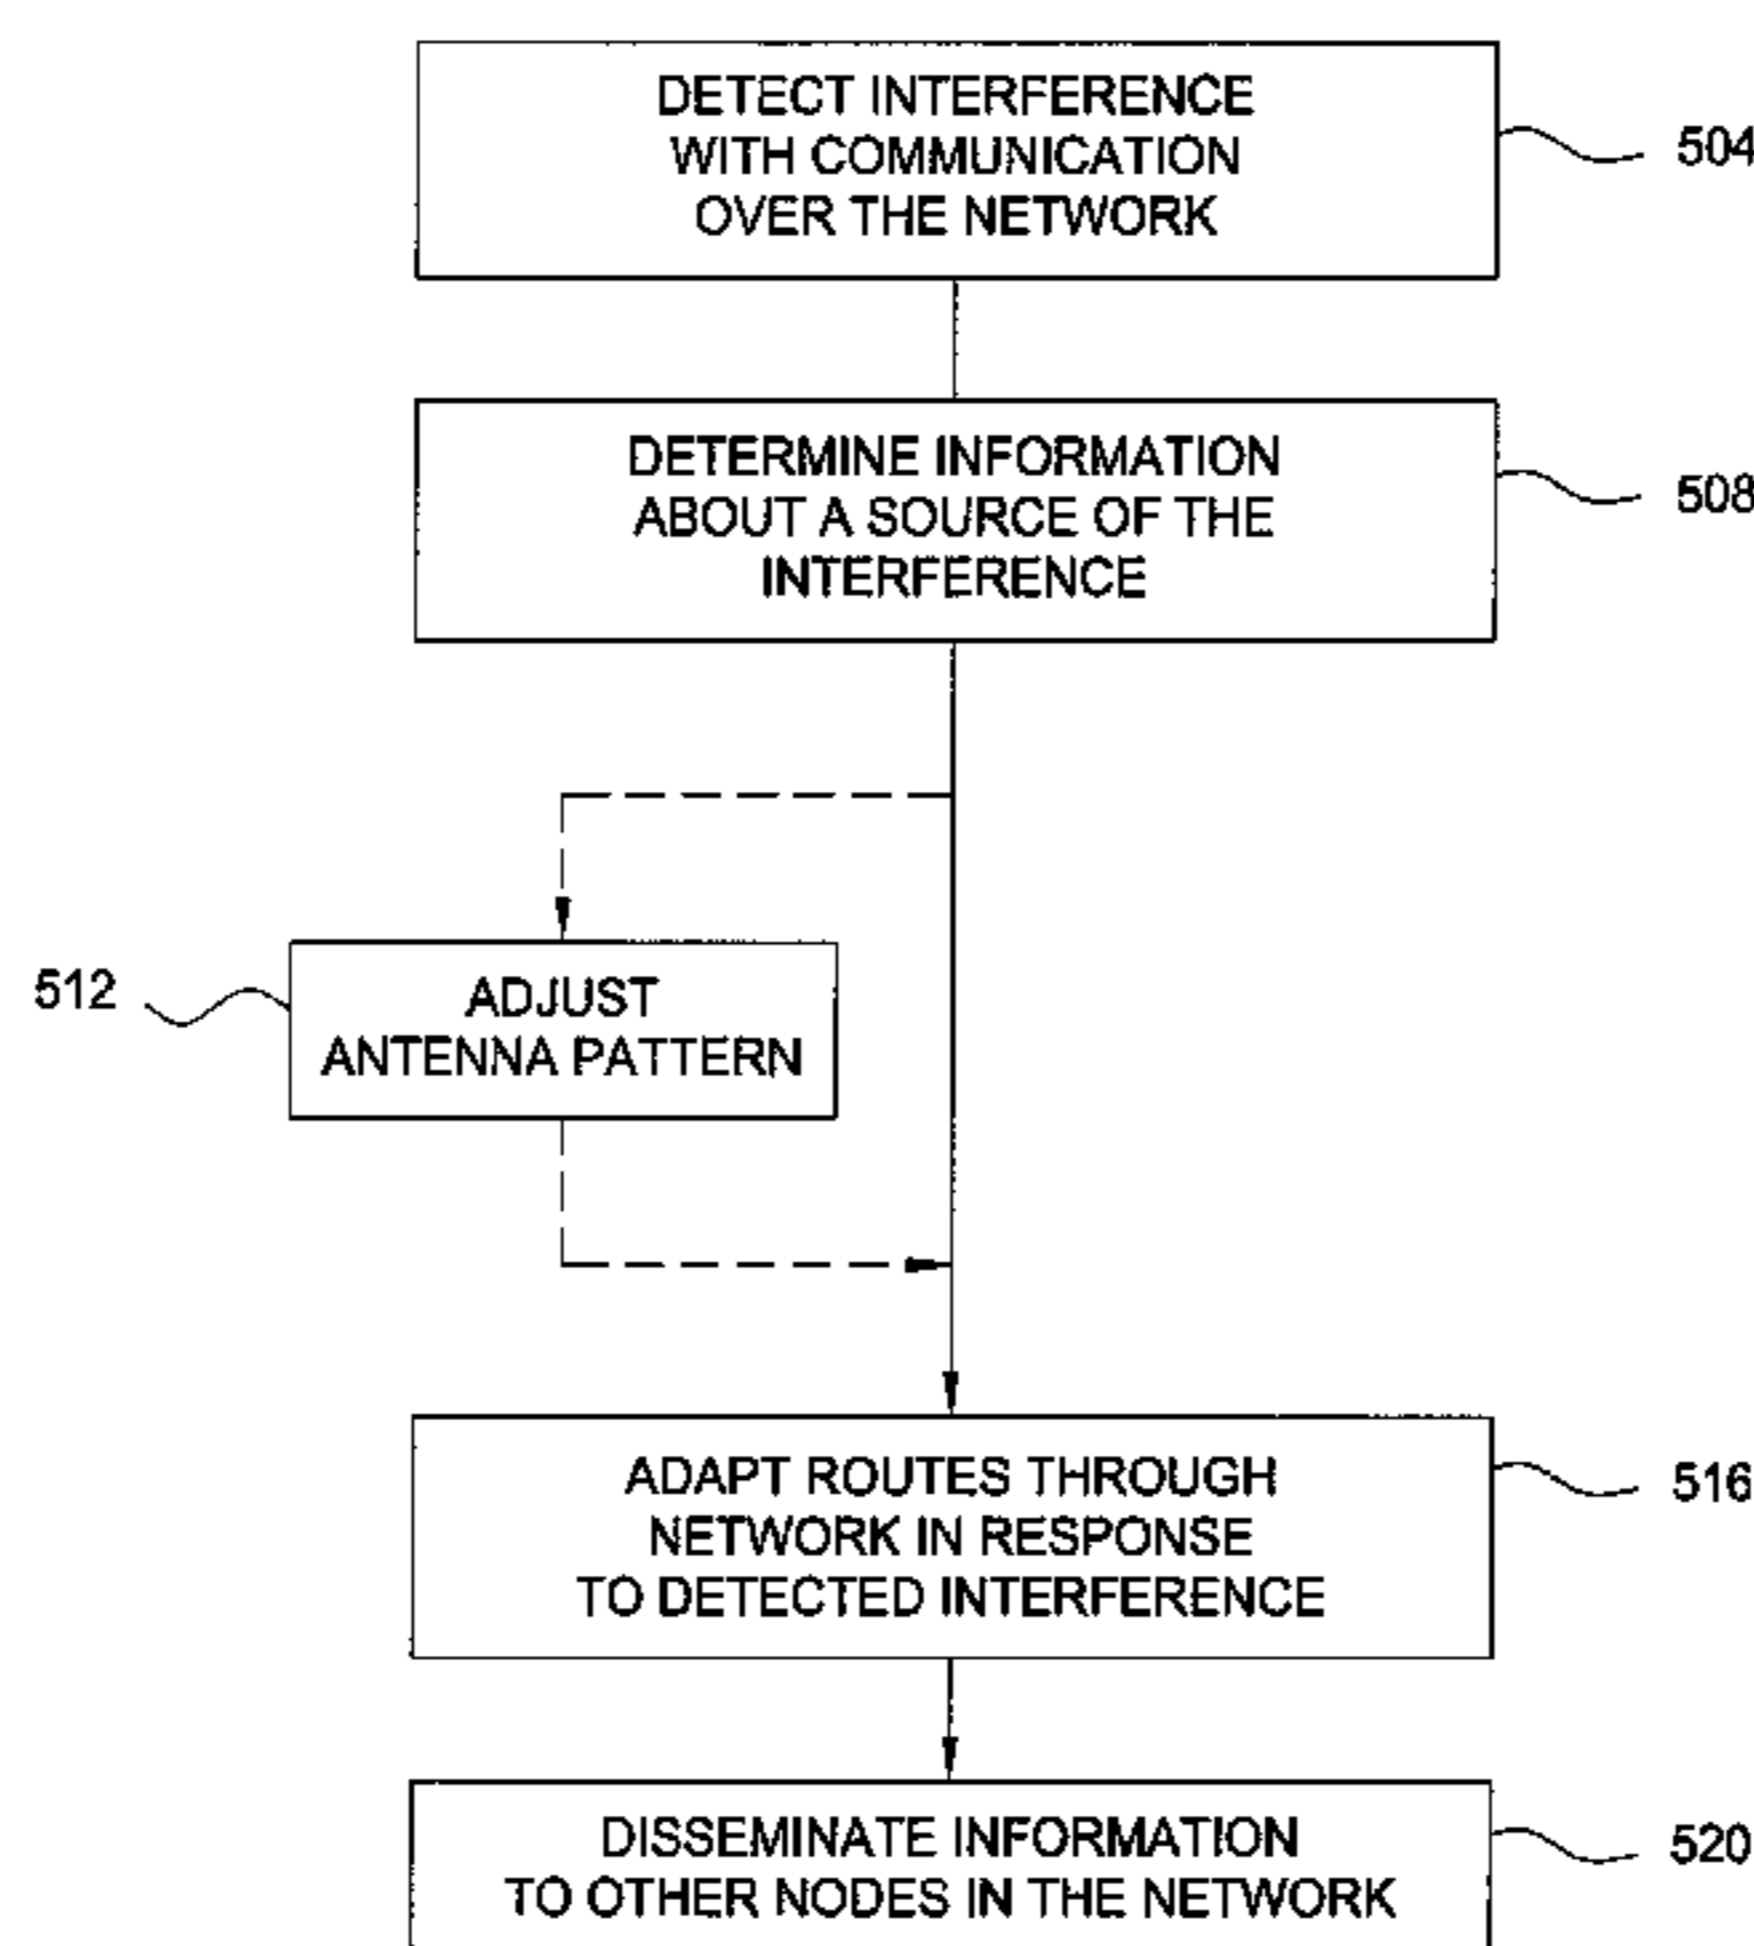 DETECT INTERFERENCE
WITH COMMUNICATION
OVER THE NETWORK
504
DETERMINE INFORMATION
ABOUT A SOURCE OF THE
INTERFERENCE
508
512
ADJUST
ANTENNA PATTERN
ADAPT ROUTES THROUGH
NETWORK IN RESPONSE
TO DETECTED INTERFERENCE
516
DISSEMINATE INFORMATION
TO OTHER NODES IN THE NETWORK
520